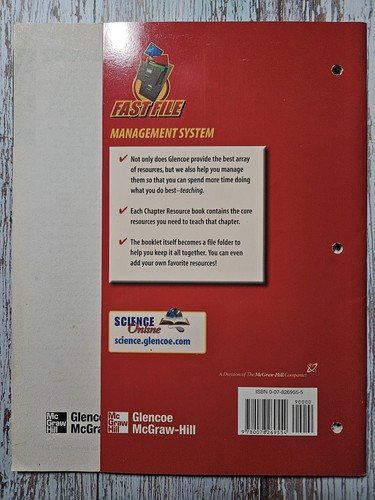 FAST FILE
MANAGEMENT SYSTEM
✓ Not only does Glencoe provide the best array
of resources, but we also help you manage
them so that you can spend more time doing
what you do best–teaching.
✓ Each Chapter Resource book contains the core
resources you need to teach that chapter.
✓ The booklet itself becomes a file folder to
help you keep it all together. You can even
add your own favorite resources!
SCIENCE
Online
science.glencoe.com
A Division of The McGraw-Hill Companies
ISBN 0-07-826955-5
90000
9 780078 269554
Mc
Graw
Hill
Glenc
McGra
Mc
Graw
Hill
Glencoe
McGraw-Hill